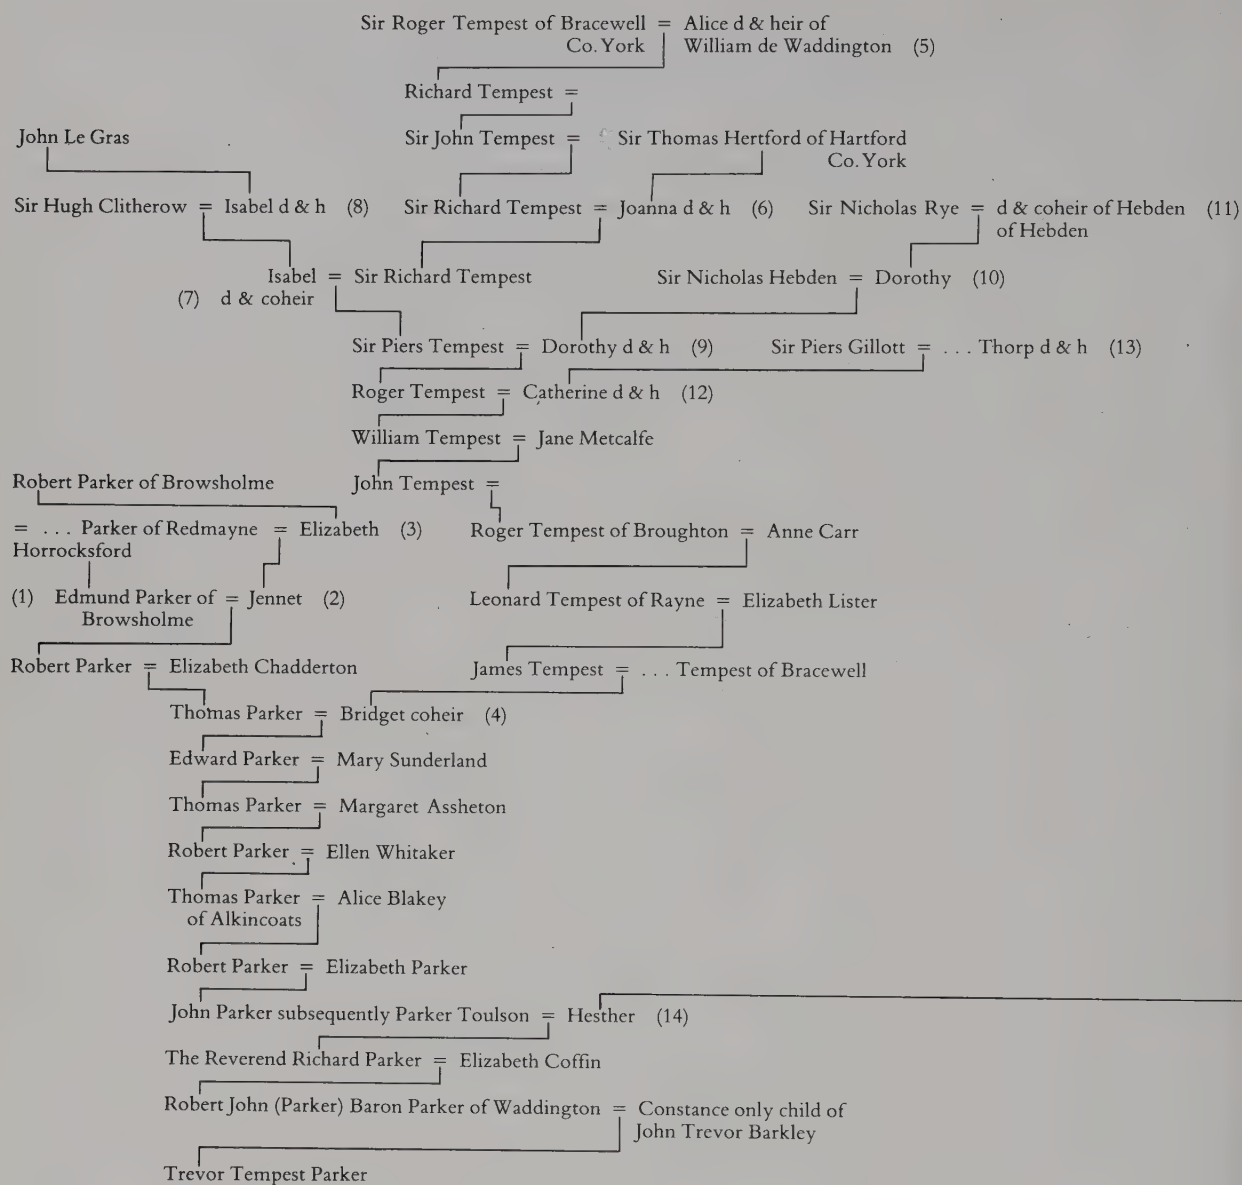 Sir Roger Tempest of Bracewell = Alice d & heir of
Co. York William de Waddington (5)
Richard Tempest =
John Le Gras Sir John Tempest = Sir Thomas Hertford of Hartford
Co. York
Sir Hugh Clitherow = Isabel d & h (8) Sir Richard Tempest = Joanna d & h (6) Sir Nicholas Rye = d & coheir of Hebden (11)
of Hebden
Isabel = Sir Richard Tempest Sir Nicholas Hebden = Dorothy (10)
(7) d & coheir
Sir Piers Tempest = Dorothy d & h (9) Sir Piers Gillott = ... Thorp d & h (13)
Roger Tempest = Catherine d & h (12)
William Tempest = Jane Metcalfe
Robert Parker of Browsholme John Tempest =
= ... Parker of Redmayne = Elizabeth (3) Roger Tempest of Broughton = Anne Carr
Horrocksford
(1) Edmund Parker of = Jennet (2) Leonard Tempest of Rayne = Elizabeth Lister
Browsholme
Robert Parker = Elizabeth Chadderton James Tempest = ... Tempest of Bracewell
Thomas Parker = Bridget coheir (4)
Edward Parker = Mary Sunderland
Thomas Parker = Margaret Assheton
Robert Parker = Ellen Whitaker
Thomas Parker = Alice Blakey
of Alkincoats
Robert Parker = Elizabeth Parker
John Parker subsequently Parker Toulson = Hesther (14)
The Reverend Richard Parker = Elizabeth Coffin
Robert John (Parker) Baron Parker of Waddington = Constance only child of
John Trevor Barkley
Trevor Tempest Parker